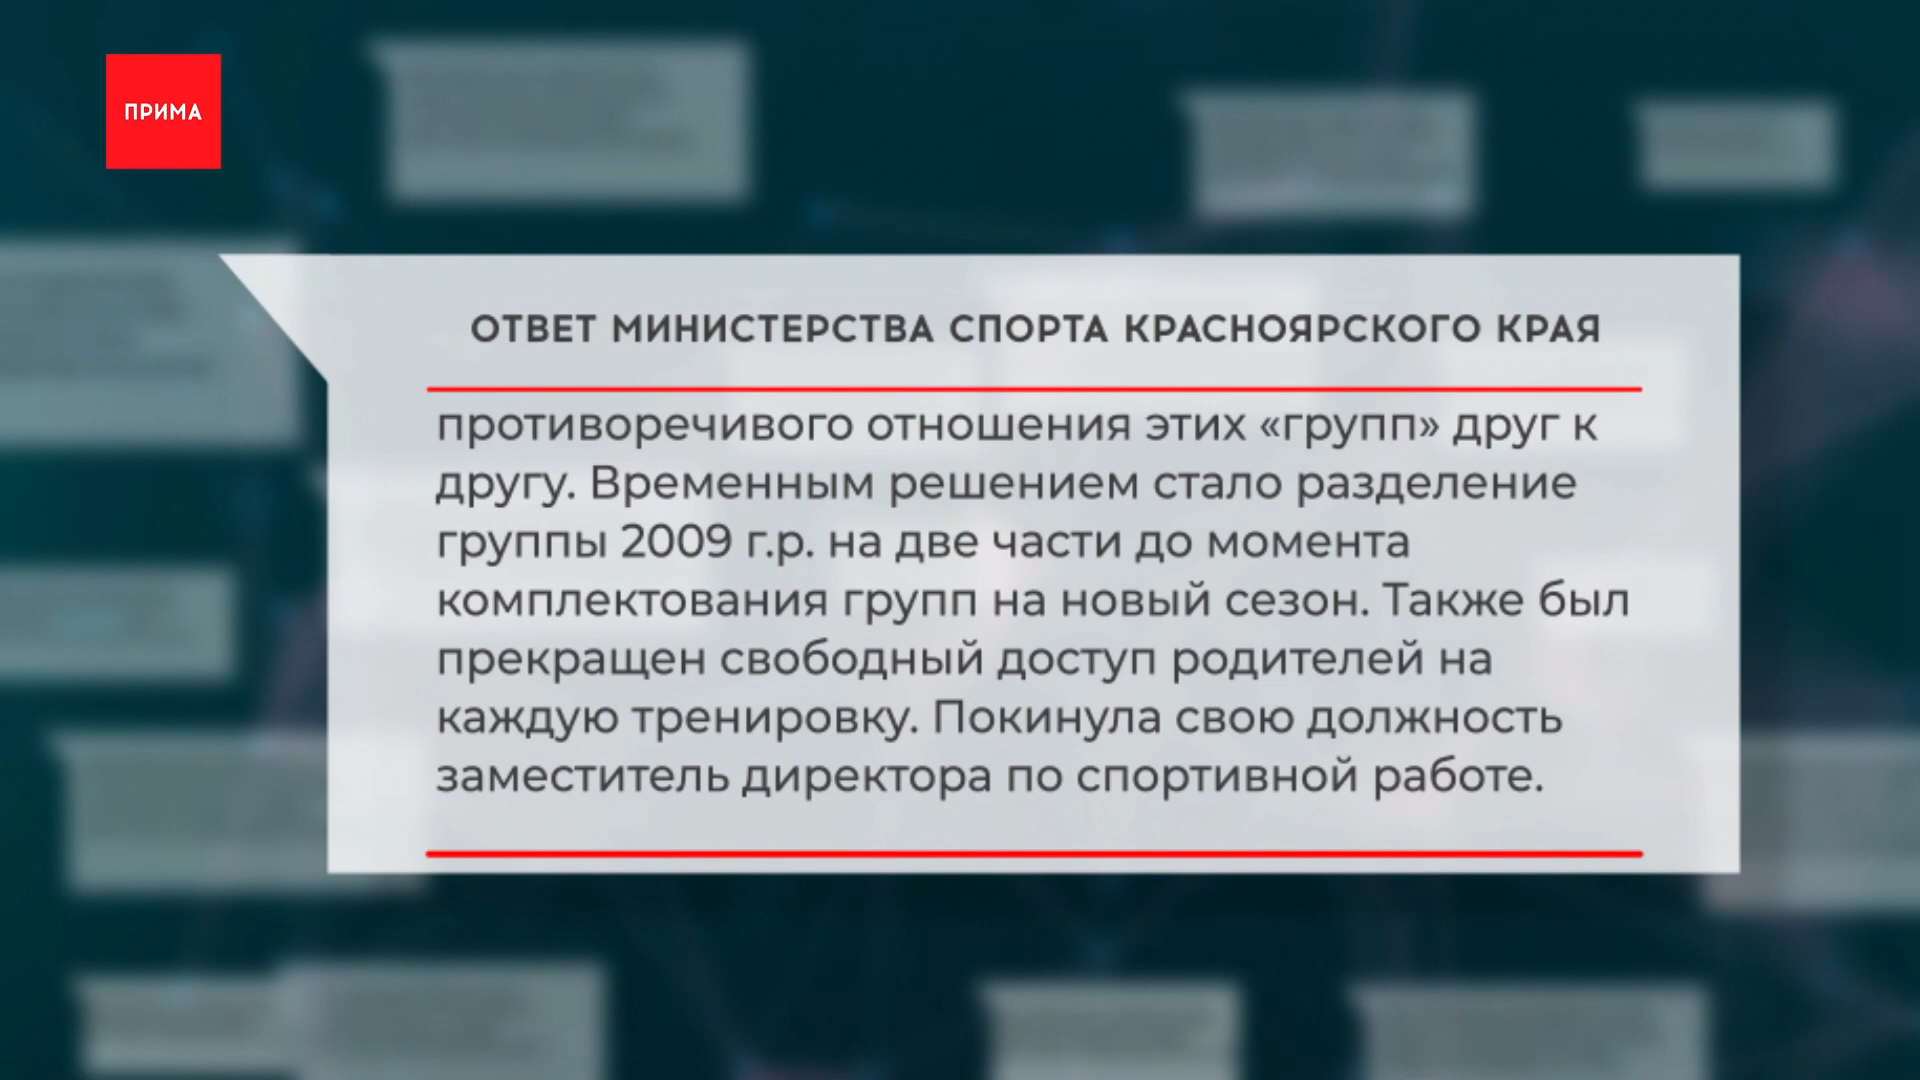 ПРИМА
ОТВЕТ МИНИСТЕРСТВА СПОРТА КРАСНОЯРСКОГО КРАЯ
противоречивого отношения этих «групп» друг к
другу. Временным решением стало разделение
группы 2009 г.р. на две части до момента
комплектования групп на новый сезон. Также был
прекращен свободный доступ родителей на
каждую тренировку. Покинула свою должность
заместитель директора по спортивной работе.